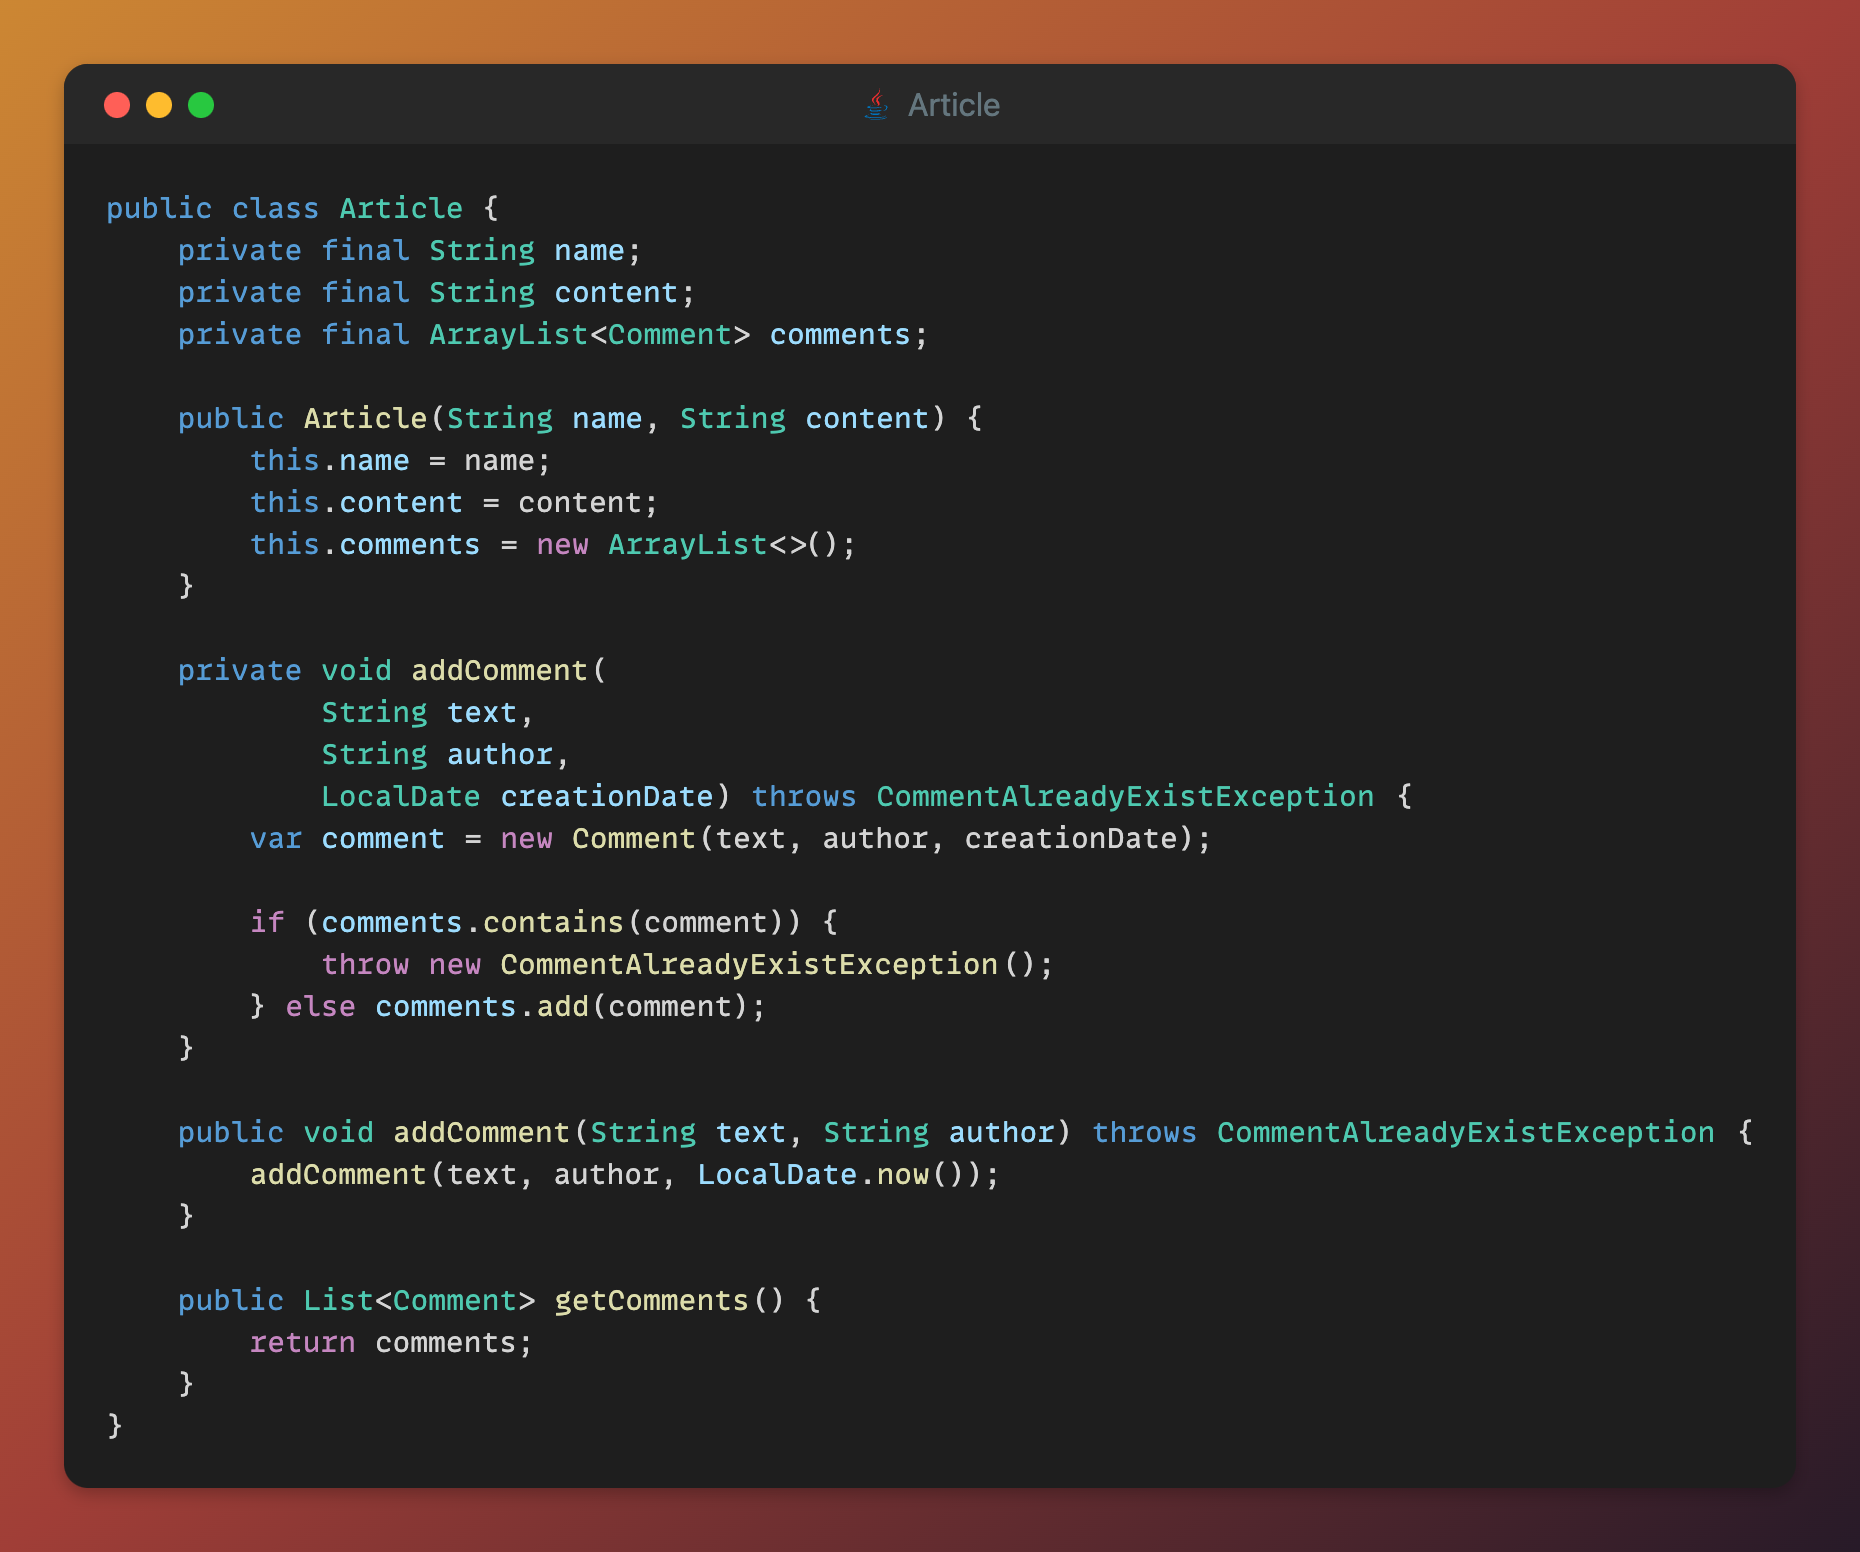 Article
public class Article {
    private final String name;
    private final String content;
    private final ArrayList<Comment> comments;

    public Article(String name, String content) {
        this.name = name;
        this.content = content;
        this.comments = new ArrayList<>();
    }

    private void addComment(
            String text,
            String author,
            LocalDate creationDate) throws CommentAlreadyExistException {
        var comment = new Comment(text, author, creationDate);

        if (comments.contains(comment)) {
            throw new CommentAlreadyExistException();
        } else comments.add(comment);
    }

    public void addComment(String text, String author) throws CommentAlreadyExistException {
        addComment(text, author, LocalDate.now());
    }

    public List<Comment> getComments() {
        return comments;
    }
}